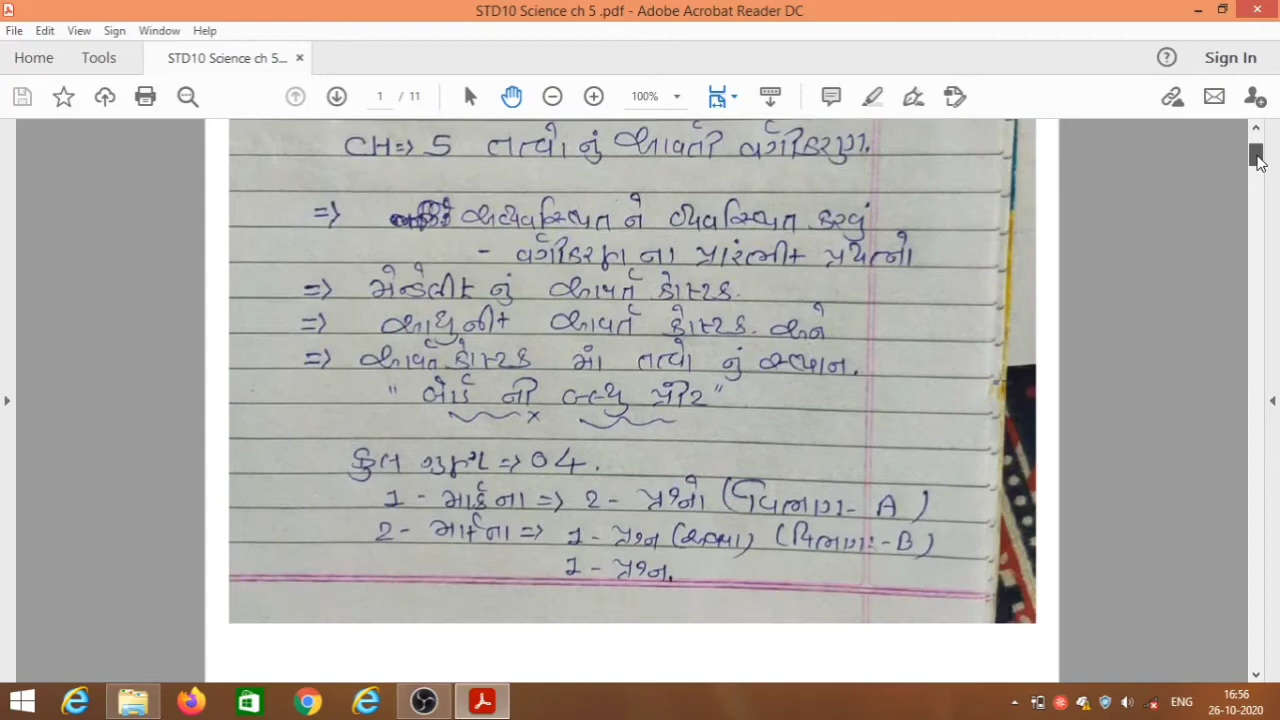 STD10 Science ch 5 .pdf - Adobe Acrobat Reader DC
File Edit View Sign Window Help
Home Tools STD10 Science ch 5... × Sign In
1 / 11 100%
CH=> 5 તત્વોનું આવર્તી વર્ગીકરણ.
=> અવ્યવસ્થિત ને વ્યવસ્થિત કરવું
- વર્ગીકરણ ના પ્રારંભીક પ્રયત્નો
=> મેન્ડેલીફ નું આવર્ત કોષ્ટક.
=> આધુનીક આવર્ત કોષ્ટક અને
=> આવર્ત કોષ્ટક માં તત્વો નું સ્થાન.
" બોર્ડ ની બ્લ્યુ પ્રીંટ"
કુલ ગુણ => 04.
1 - માર્કના => 2 - પ્રશ્નો (વિભાગ - A)
2 - માર્કના => 1 - પ્રશ્ન (અથવા) (વિભાગ - B)
1 - પ્રશ્ન.
ENG
16:56
26-10-2020